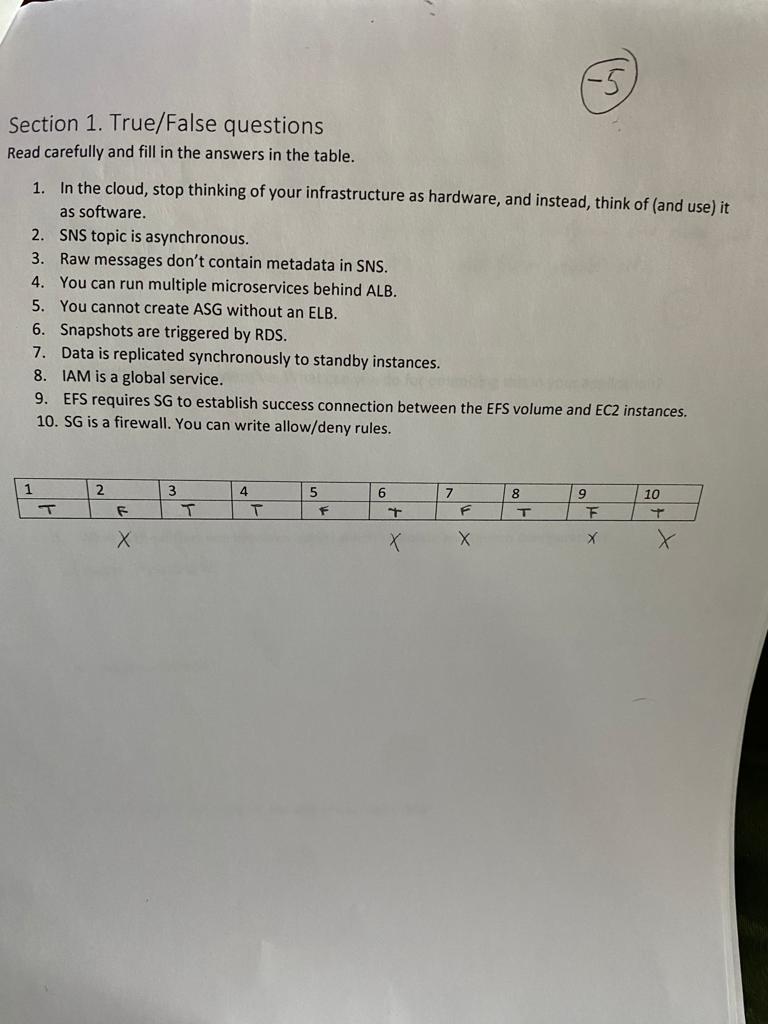 -5
Section 1. True/False questions
Read carefully and fill in the answers in the table.
1. In the cloud, stop thinking of your infrastructure as hardware, and instead, think of (and use) it
as software.
2. SNS topic is asynchronous.
3. Raw messages don't contain metadata in SNS.
4. You can run multiple microservices behind ALB.
5. You cannot create ASG without an ELB.
6. Snapshots are triggered by RDS.
7. Data is replicated synchronously to standby instances.
8. IAM is a global service.
9. EFS requires SG to establish success connection between the EFS volume and EC2 instances.
10. SG is a firewall. You can write allow/deny rules.
1 2 3 4 5 6 7 8 9 10
T F T T F T F T F T
X X X X X